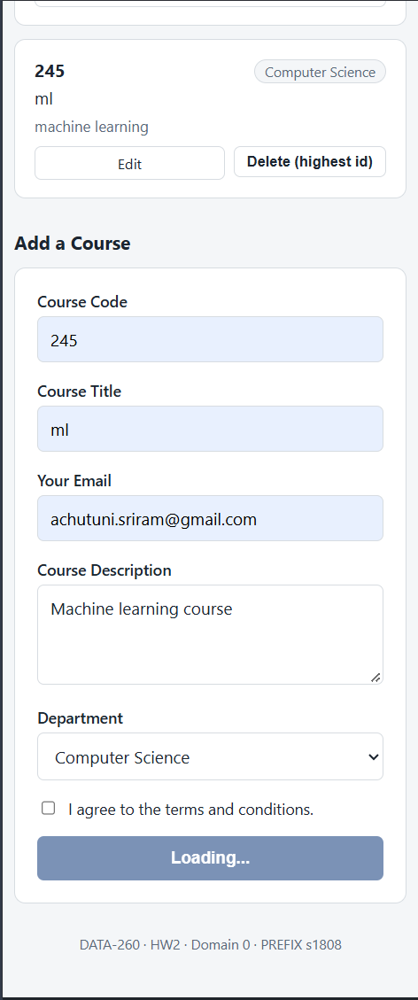 245
Computer Science
ml
machine learning
Edit
Delete (highest id)
Add a Course
Course Code
245
Course Title
ml
Your Email
achutuni.sriram@gmail.com
Course Description
Machine learning course
Department
Computer Science
I agree to the terms and conditions.
Loading...
DATA-260 · HW2 · Domain 0 · PREFIX s1808